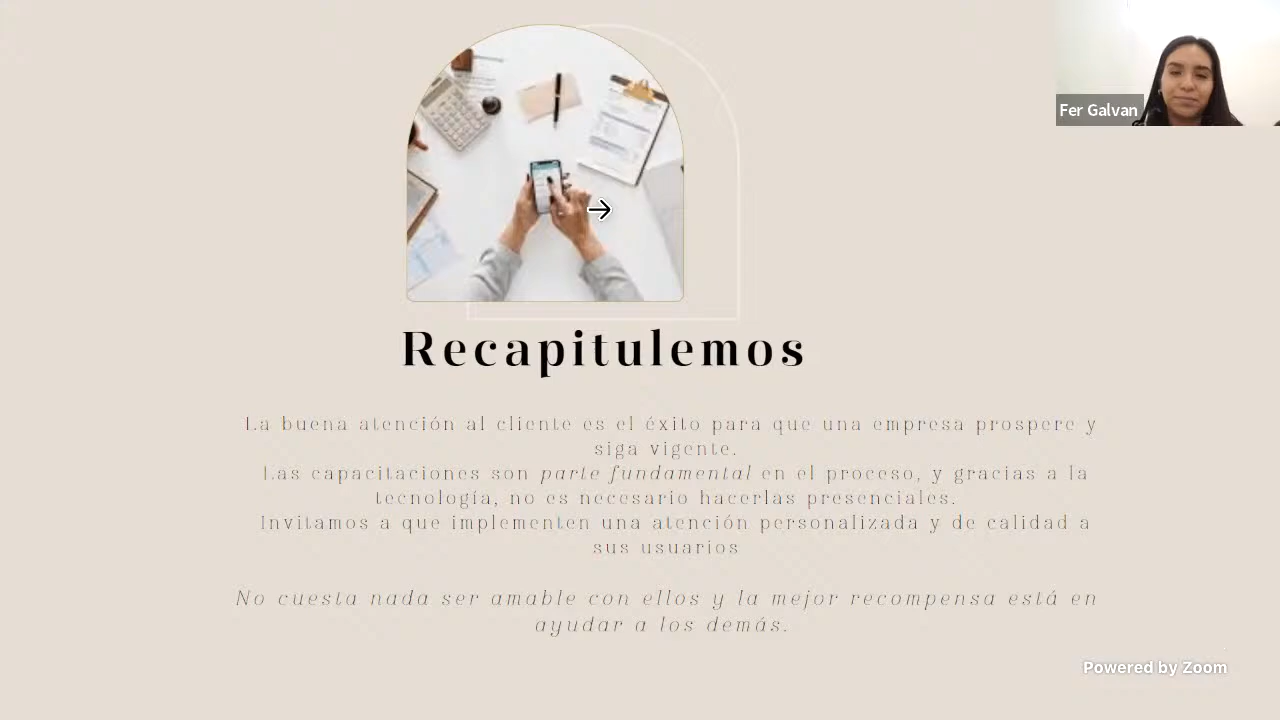 Fer Galvan
Recapitulemos
La buena atención al cliente es el éxito para que una empresa prospere y
siga vigente.
Las capacitaciones son parte fundamental en el proceso, y gracias a la
tecnología, no es necesario hacerlas presenciales.
Invitamos a que implementen una atención personalizada y de calidad a
sus usuarios
No cuesta nada ser amable con ellos y la mejor recompensa está en
ayudar a los demás.
Powered by Zoom